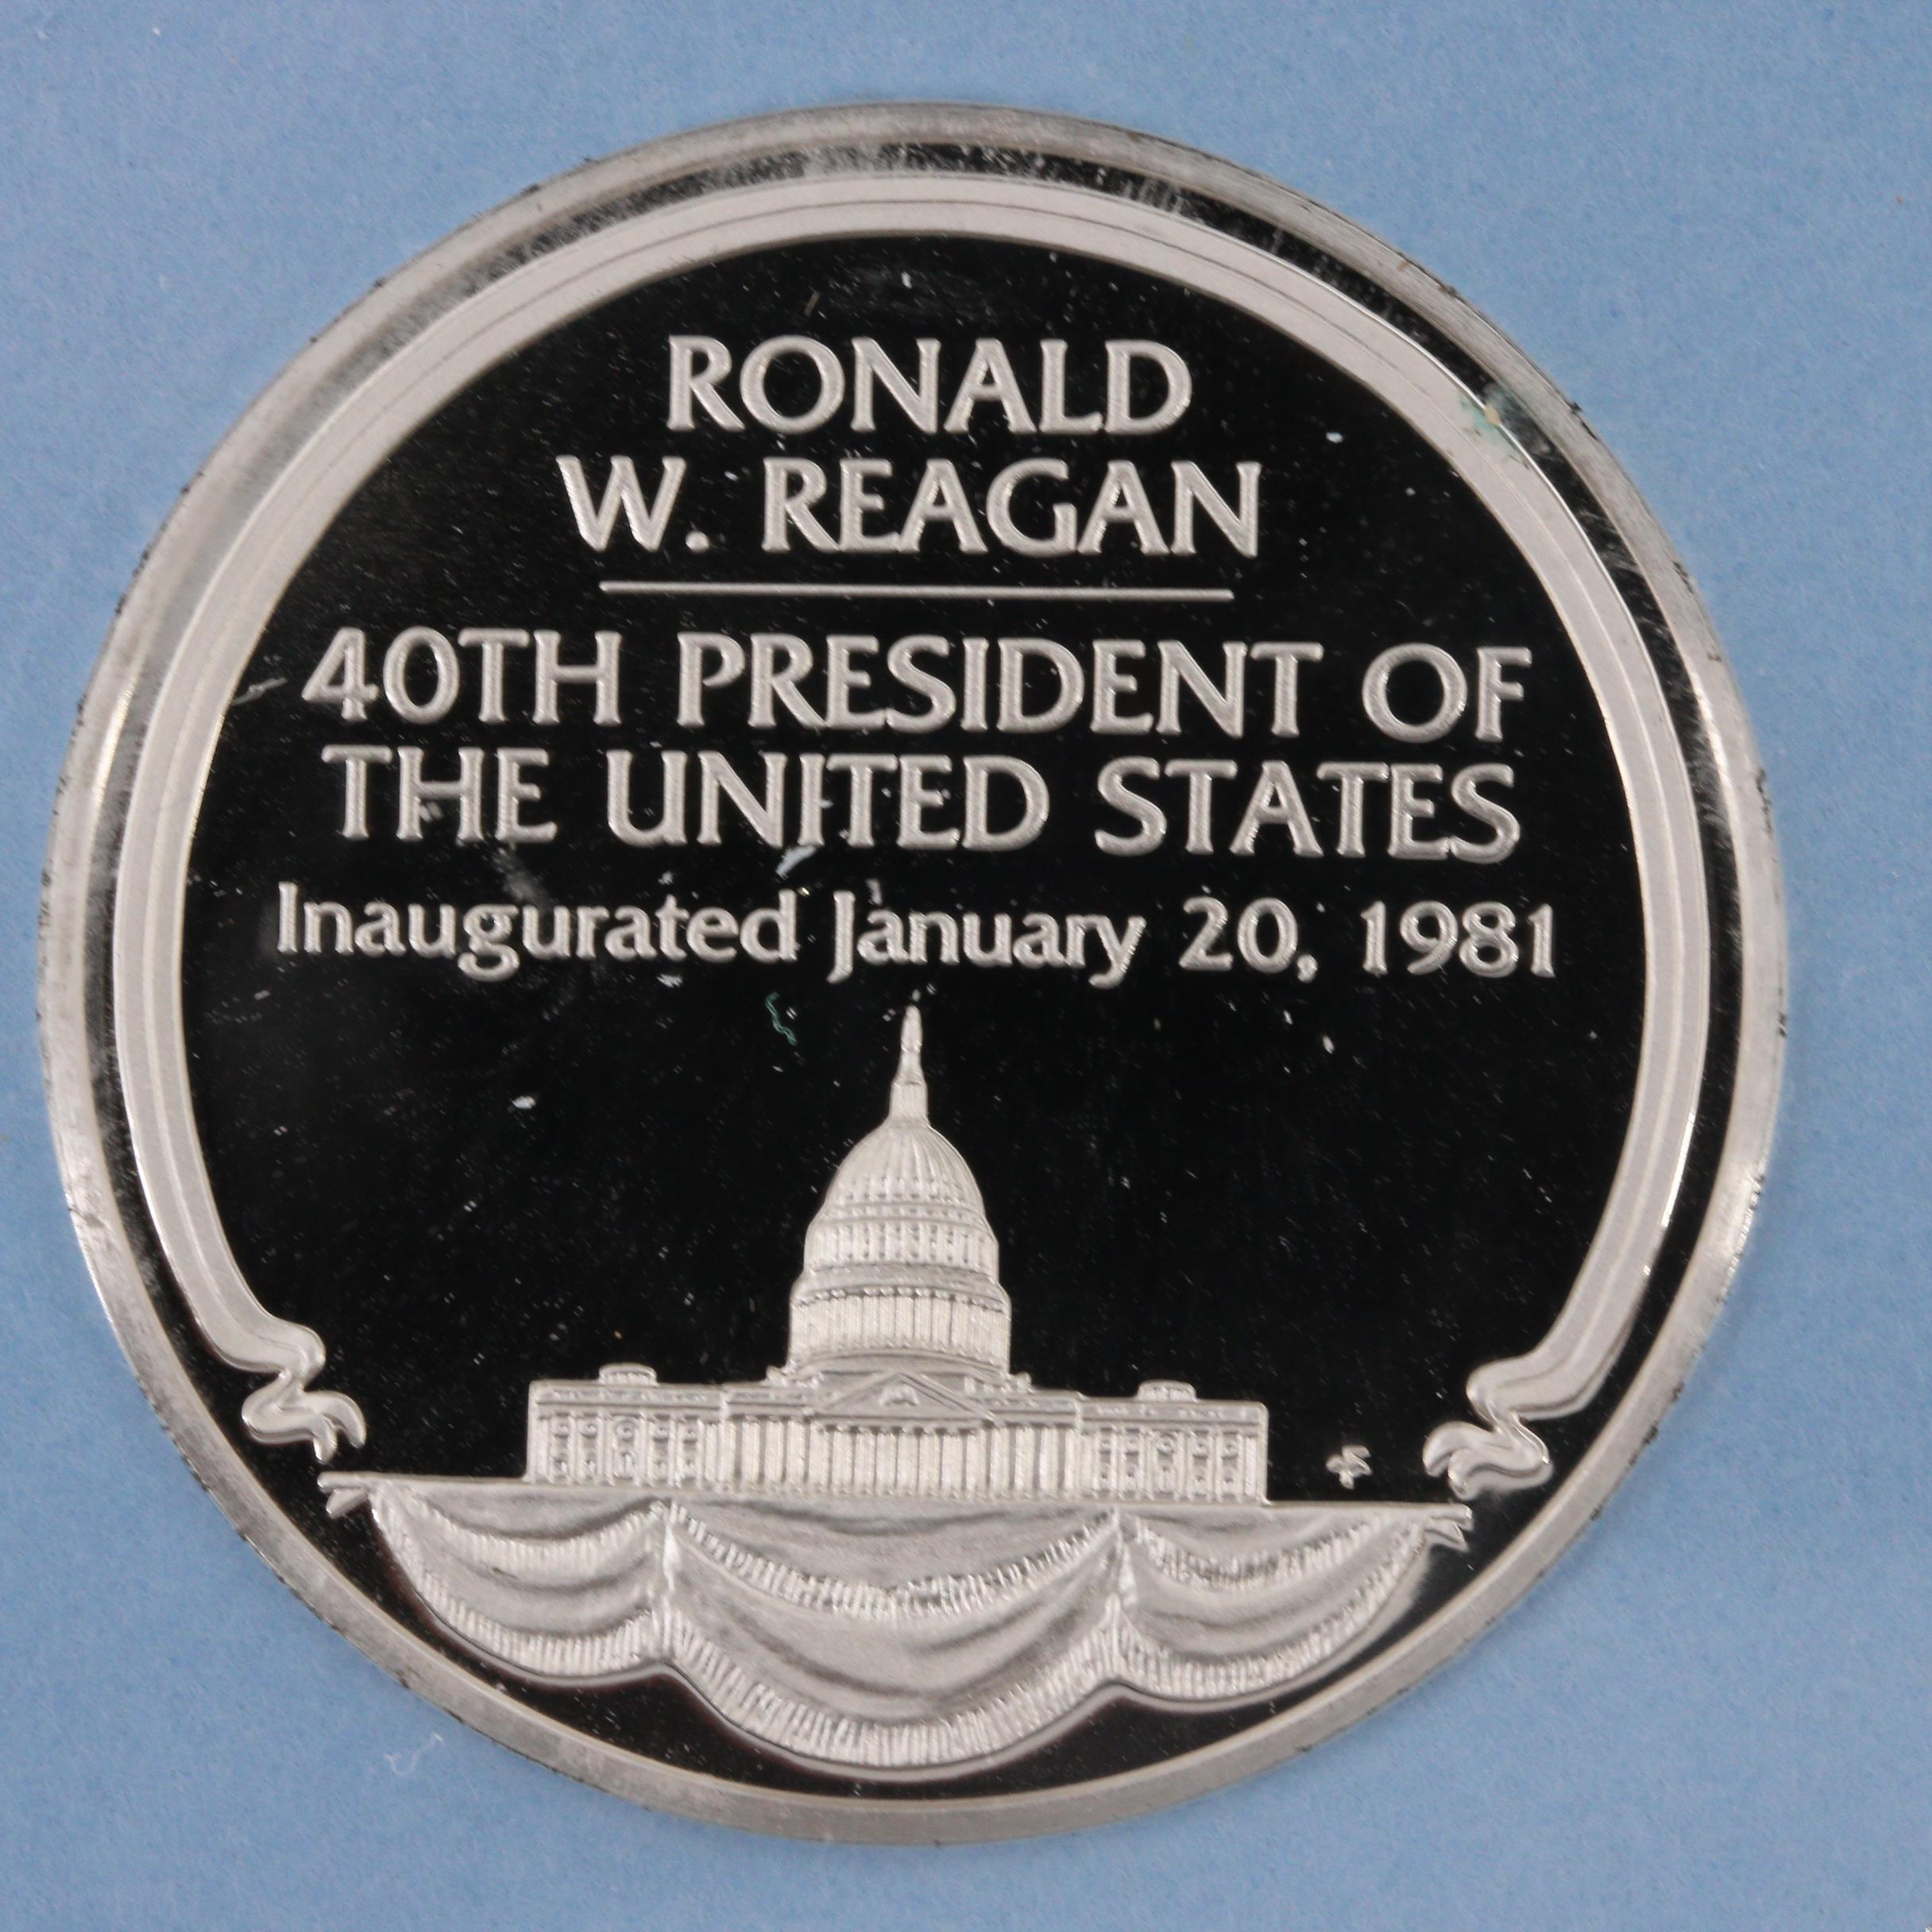 RONALD
W. REAGAN
40TH PRESIDENT OF
THE UNITED STATES
Inaugurated January 20, 1981